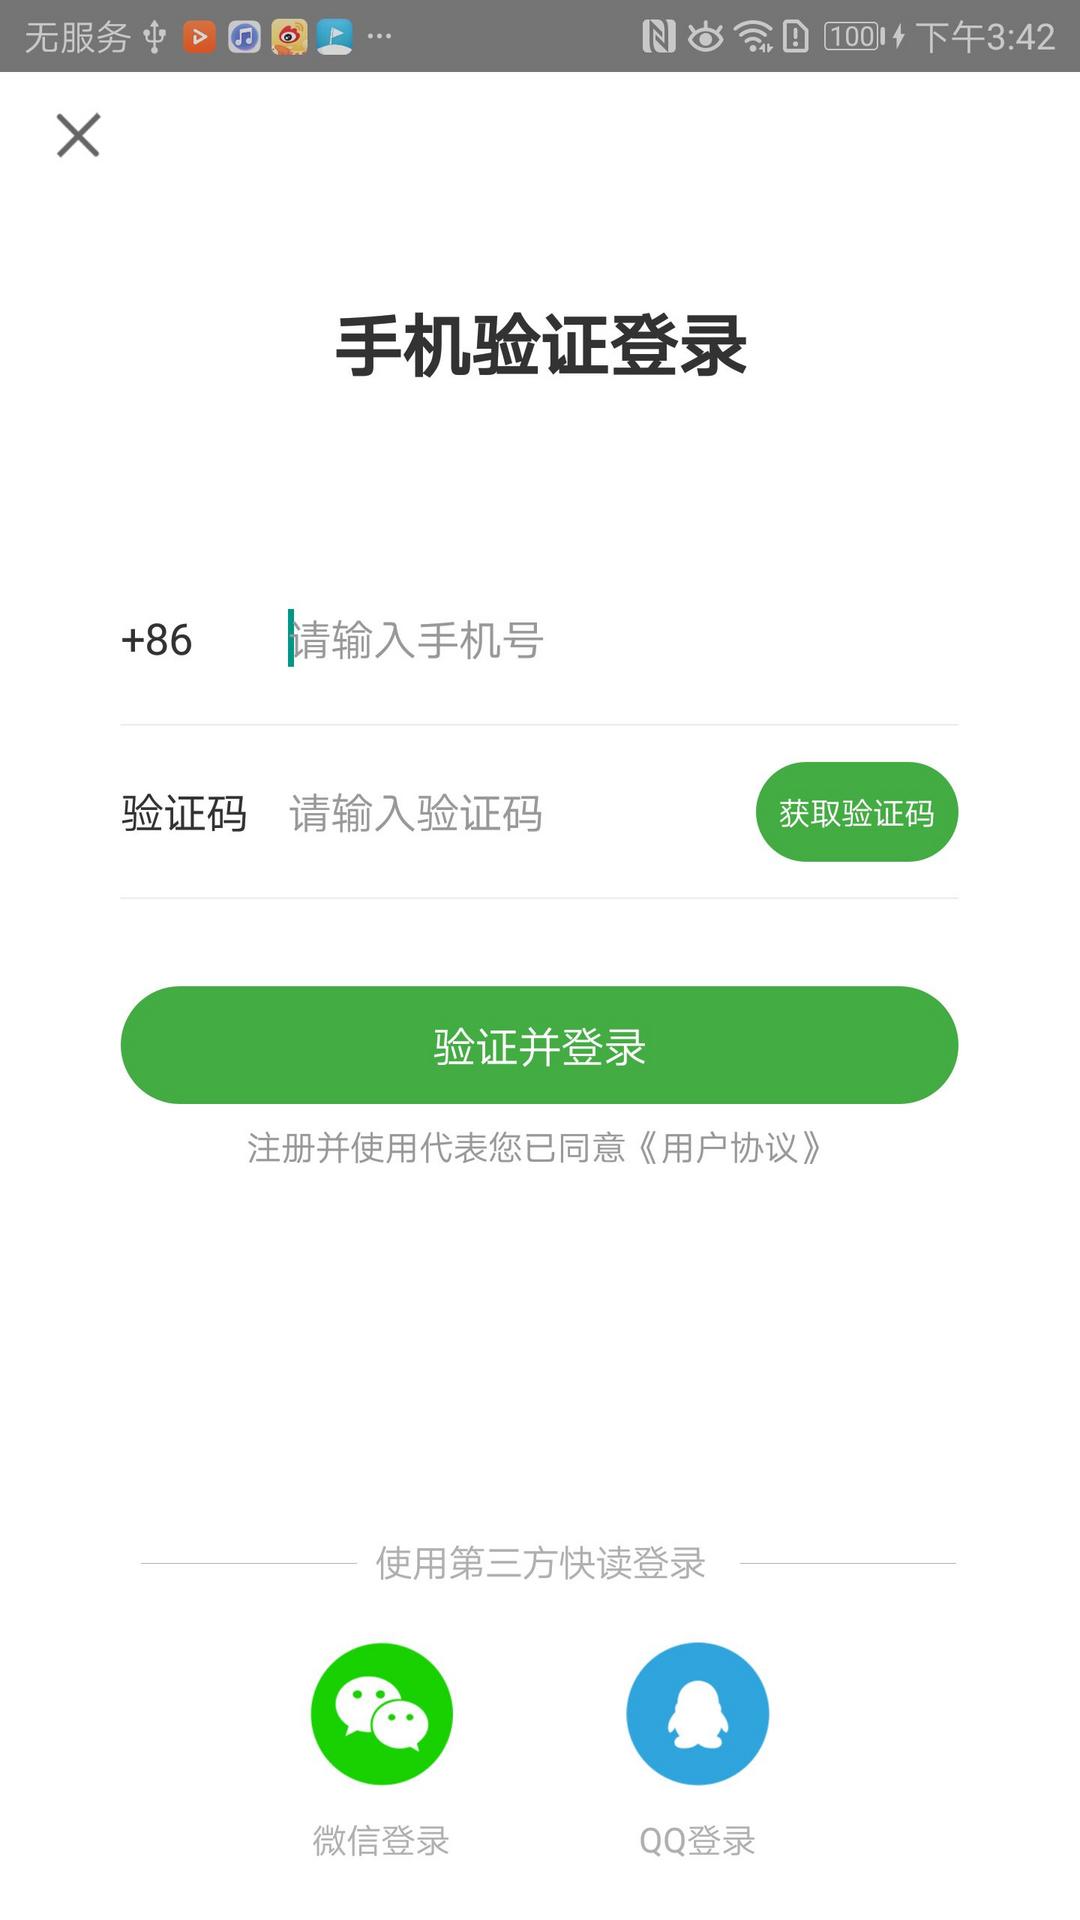 无服务 100 下午3:42
手机验证登录
+86 请输入手机号
验证码 请输入验证码 获取验证码
验证并登录
注册并使用代表您已同意《用户协议》
使用第三方快读登录
微信登录 QQ登录